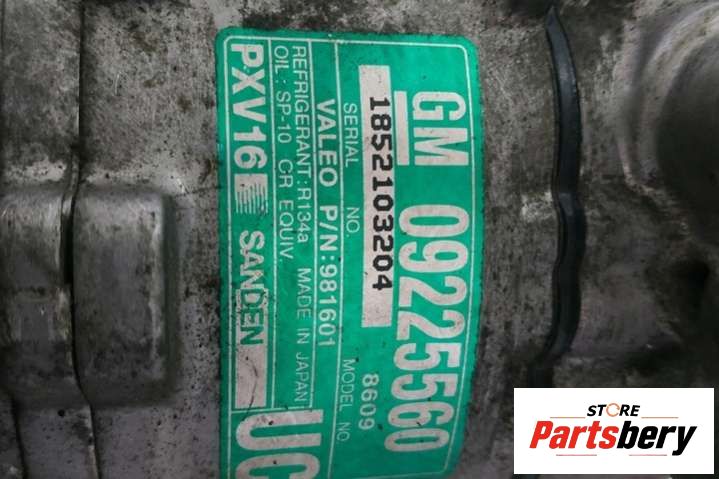 GM 09225560
1852103204
SERIAL NO. 8609
VALEO P/N:981601 MODEL NO.
REFRIGERANT:R134a MADE IN JAPAN
OIL: SP-10 CR EQUIV. UC
PXV16 SANDEN
STORE
Partsbery